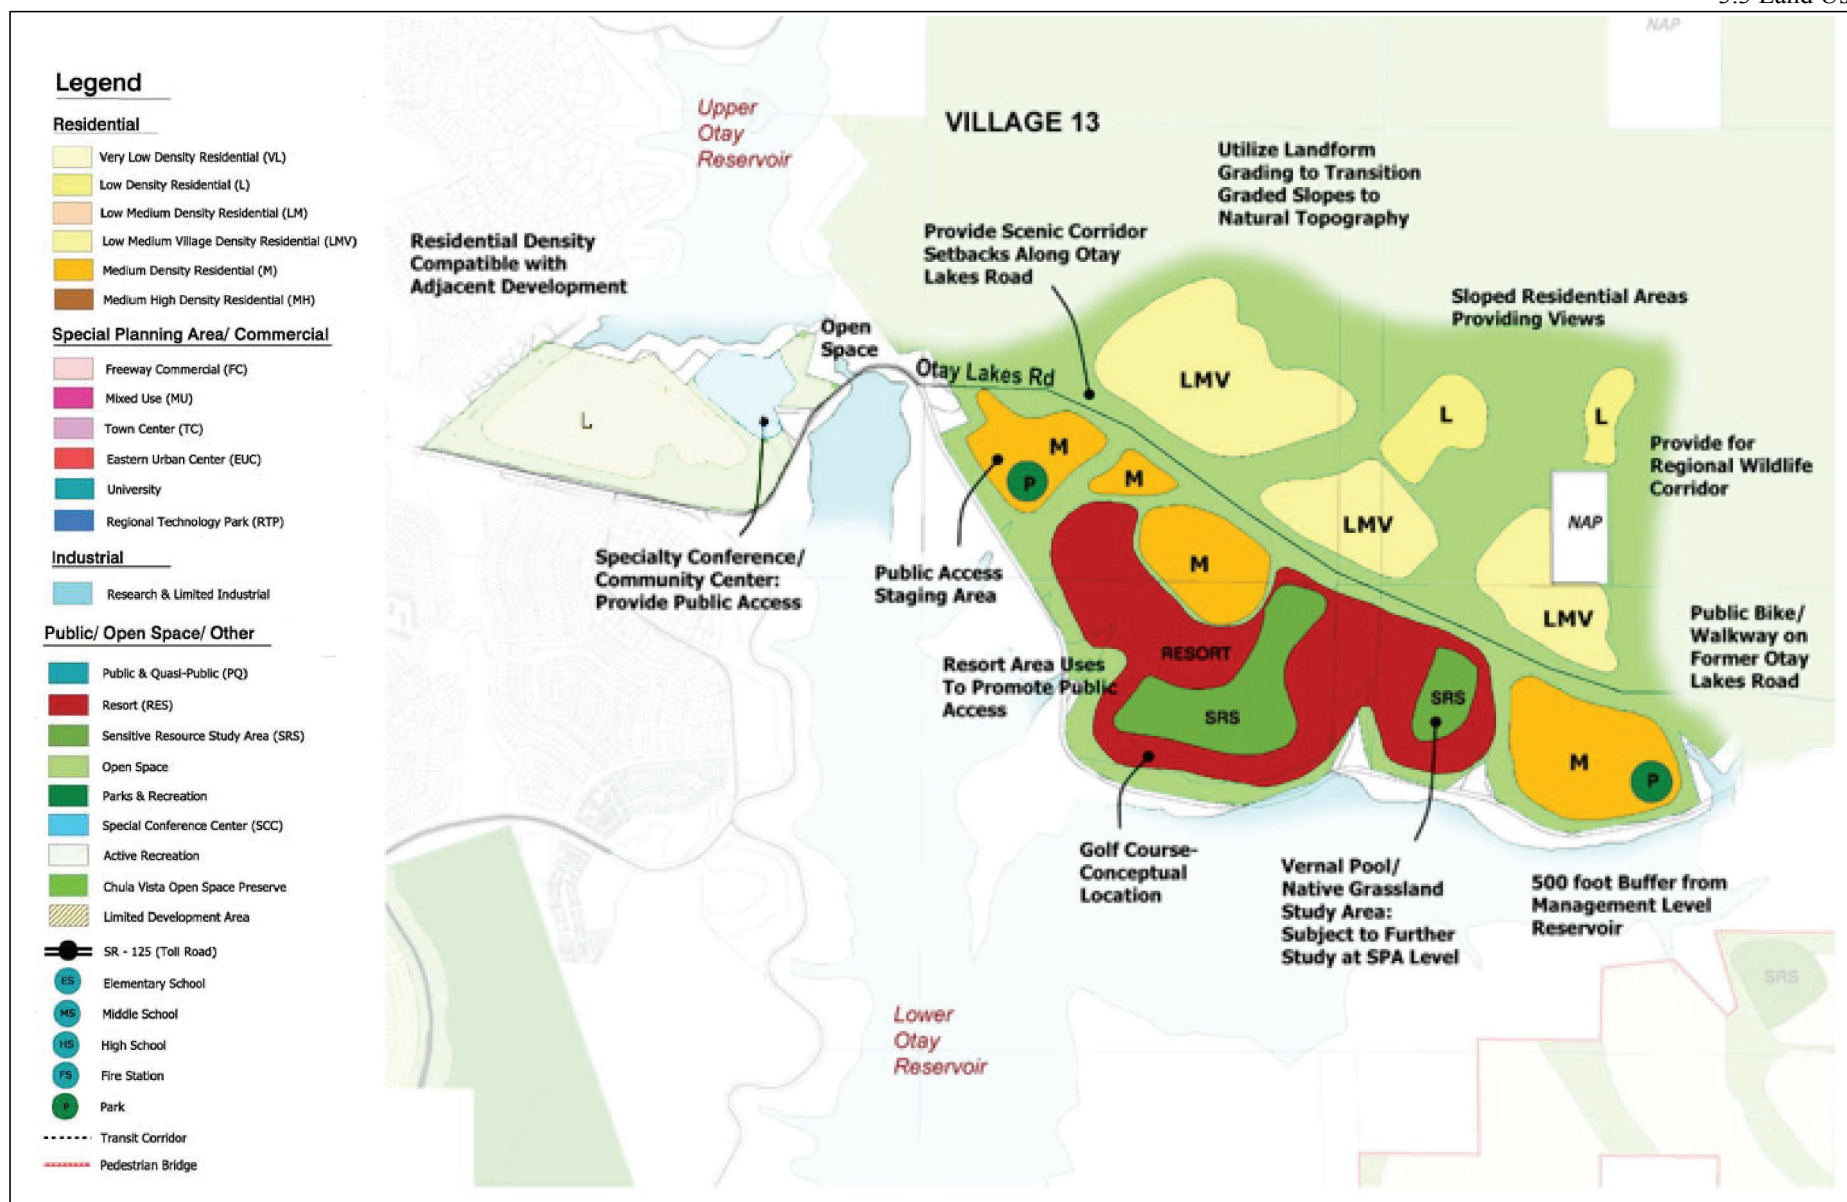 3.3 Land Us
Legend
Residential
Very Low Density Residential (VL)
Low Density Residential (L)
Low Medium Density Residential (LM)
Low Medium Village Density Residential (LMV)
Medium Density Residential (M)
Medium High Density Residential (MH)
Special Planning Area/ Commercial
Freeway Commercial (FC)
Mixed Use (MU)
Town Center (TC)
Eastern Urban Center (EUC)
University
Regional Technology Park (RTP)
Industrial
Research & Limited Industrial
Public/ Open Space/ Other
Public & Quasi-Public (PQ)
Resort (RES)
Sensitive Resource Study Area (SRS)
Open Space
Parks & Recreation
Special Conference Center (SCC)
Active Recreation
Chula Vista Open Space Preserve
Limited Development Area
SR - 125 (Toll Road)
ES Elementary School
MS Middle School
HS High School
FS Fire Station
P Park
Transit Corridor
Pedestrian Bridge
NAP
Upper
Otay
Reservoir
VILLAGE 13
Utilize Landform
Grading to Transition
Graded Slopes to
Natural Topography
Provide Scenic Corridor
Setbacks Along Otay
Lakes Road
Residential Density
Compatible with
Adjacent Development
Sloped Residential Areas
Providing Views
Open
Space
Otay Lakes Rd
LMV
L
L
L
M
P
M
Provide for
Regional Wildlife
Corridor
LMV
NAP
M
Specialty Conference/
Community Center:
Provide Public Access
Public Access
Staging Area
LMV
Public Bike/
Walkway on
Former Otay
Lakes Road
RESORT
Resort Area Uses
To Promote Public
Access
SRS
SRS
M
P
Golf Course-
Conceptual
Location
Vernal Pool/
Native Grassland
Study Area:
Subject to Further
Study at SPA Level
500 foot Buffer from
Management Level
Reservoir
SRS
Lower
Otay
Reservoir